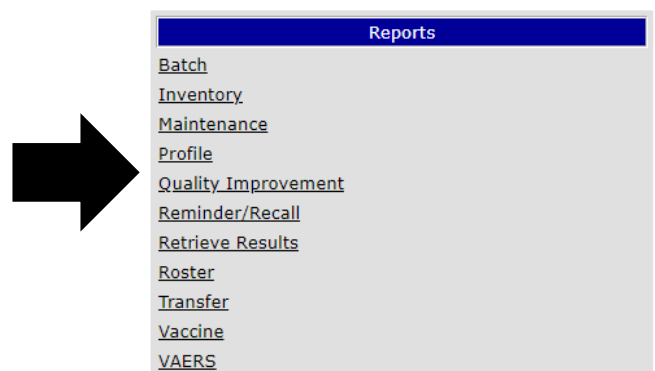 Reports
Batch
Inventory
Maintenance
Profile
Quality Improvement
Reminder/Recall
Retrieve Results
Roster
Transfer
Vaccine
VAERS